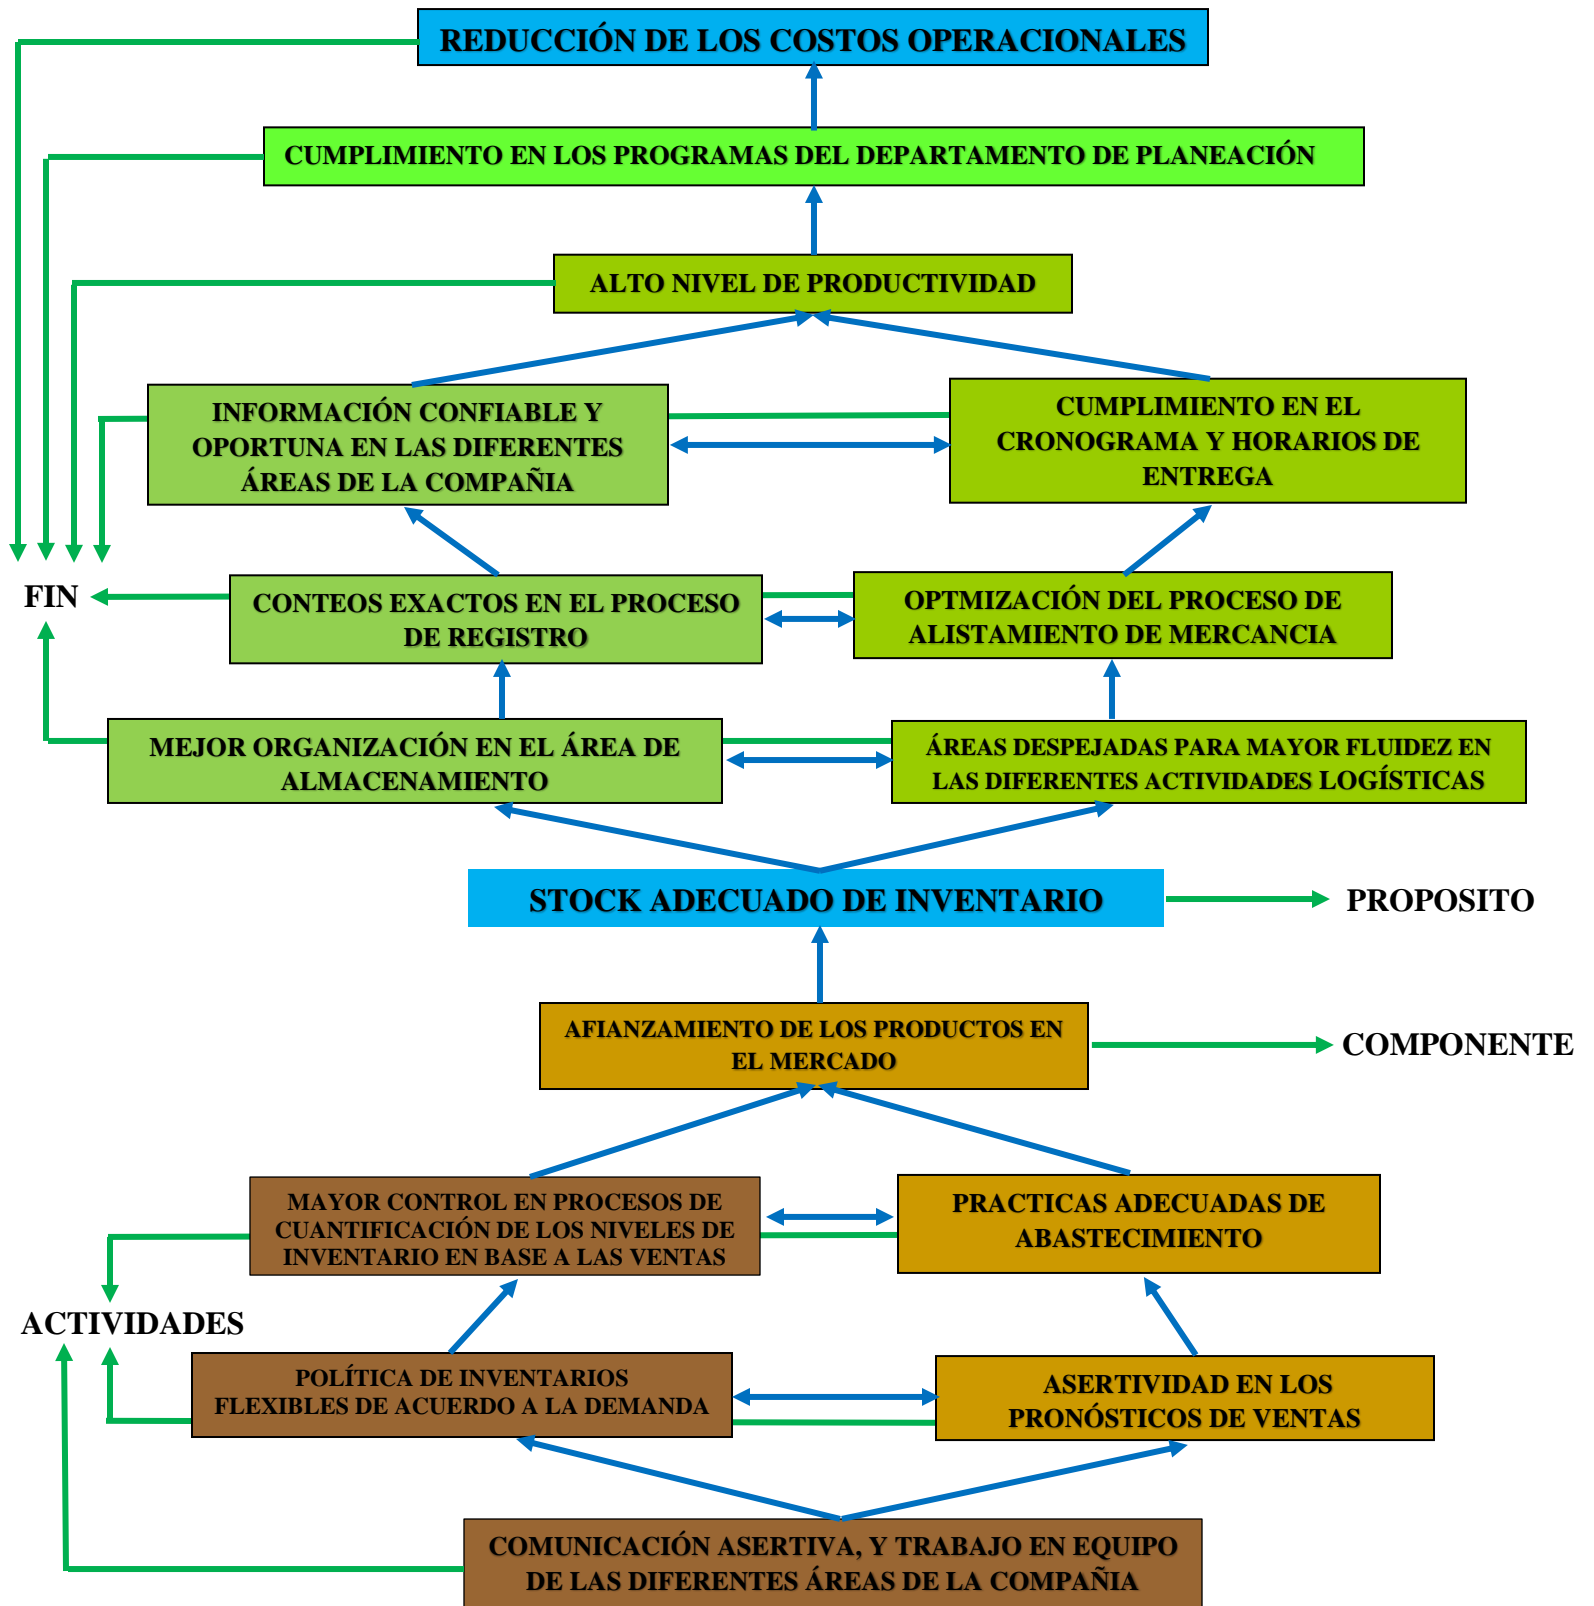 REDUCCIÓN DE LOS COSTOS OPERACIONALES
CUMPLIMIENTO EN LOS PROGRAMAS DEL DEPARTAMENTO DE PLANEACIÓN
ALTO NIVEL DE PRODUCTIVIDAD
INFORMACIÓN CONFIABLE Y
OPORTUNA EN LAS DIFERENTES
ÁREAS DE LA COMPAÑIA
CUMPLIMIENTO EN EL
CRONOGRAMA Y HORARIOS DE
ENTREGA
FIN
CONTEOS EXACTOS EN EL PROCESO
DE REGISTRO
OPTMIZACIÓN DEL PROCESO DE
ALISTAMIENTO DE MERCANCIA
MEJOR ORGANIZACIÓN EN EL ÁREA DE
ALMACENAMIENTO
ÁREAS DESPEJADAS PARA MAYOR FLUIDEZ EN
LAS DIFERENTES ACTIVIDADES LOGÍSTICAS
STOCK ADECUADO DE INVENTARIO
PROPOSITO
AFIANZAMIENTO DE LOS PRODUCTOS EN
EL MERCADO
COMPONENTE
MAYOR CONTROL EN PROCESOS DE
CUANTIFICACIÓN DE LOS NIVELES DE
INVENTARIO EN BASE A LAS VENTAS
PRACTICAS ADECUADAS DE
ABASTECIMIENTO
ACTIVIDADES
POLÍTICA DE INVENTARIOS
FLEXIBLES DE ACUERDO A LA DEMANDA
ASERTIVIDAD EN LOS
PRONÓSTICOS DE VENTAS
COMUNICACIÓN ASERTIVA, Y TRABAJO EN EQUIPO
DE LAS DIFERENTES ÁREAS DE LA COMPAÑIA